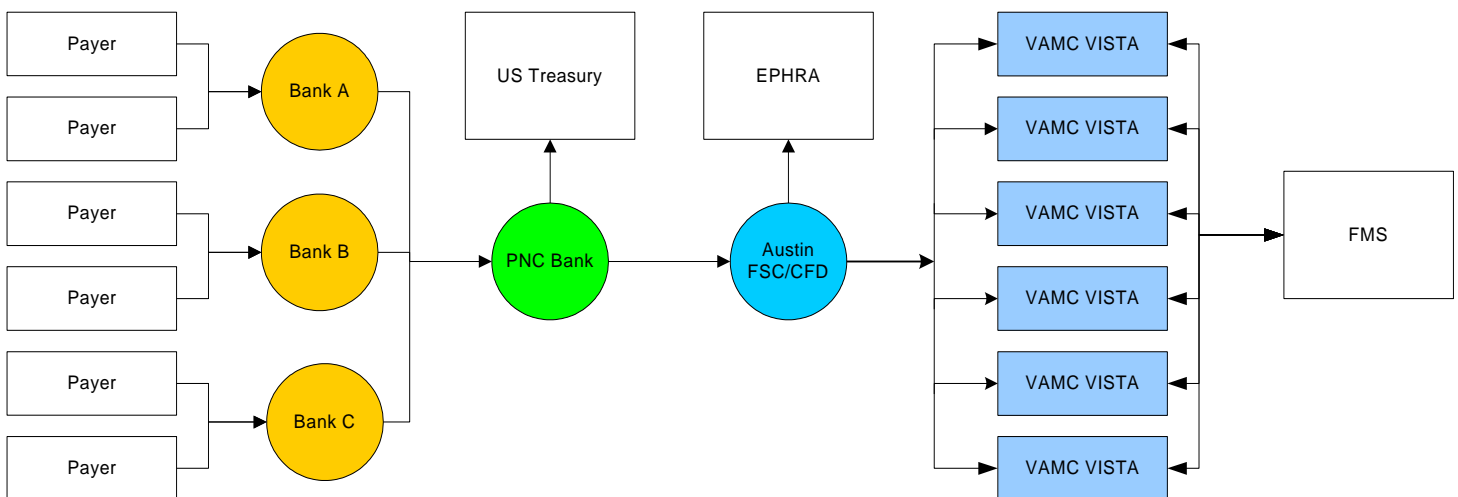 Payer
Payer
Payer
Payer
Payer
Payer
Bank A
Bank B
Bank C
US Treasury
PNC Bank
EPHRA
Austin
FSC/CFD
VAMC VISTA
VAMC VISTA
VAMC VISTA
VAMC VISTA
VAMC VISTA
VAMC VISTA
FMS